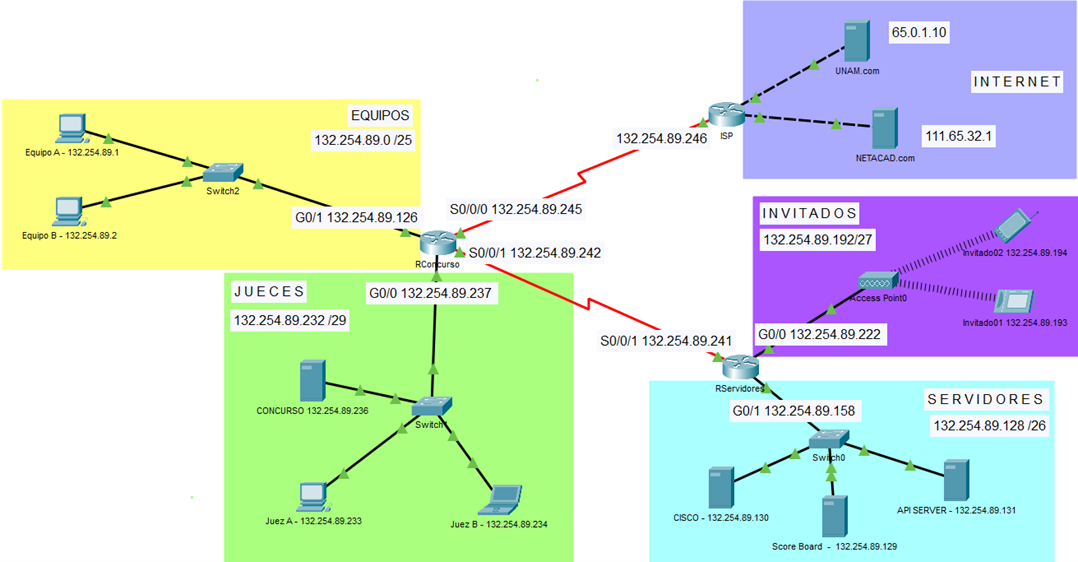 65.0.1.10
UNAM.com
I N T E R N E T
ISP
132.254.89.246
111.65.32.1
NETACAD.com
EQUIPOS
132.254.89.0 /25
Equipo A - 132.254.89.1
Switch2
Equipo B - 132.254.89.2
G0/1 132.254.89.126
S0/0/0 132.254.89.245
S0/0/1 132.254.89.242
RConcurso
I N V I T A D O S
132.254.89.192/27
Invitado02 132.254.89.194
Access Point0
Invitado01 132.254.89.193
G0/0 132.254.89.222
J U E C E S
132.254.89.232 /29
G0/0 132.254.89.237
CONCURSO 132.254.89.236
Switch1
Juez A - 132.254.89.233
Juez B - 132.254.89.234
S0/0/1 132.254.89.241
RServidores
G0/1 132.254.89.158
S E R V I D O R E S
132.254.89.128 /26
Switch0
CISCO - 132.254.89.130
API SERVER - 132.254.89.131
Score Board - 132.254.89.129